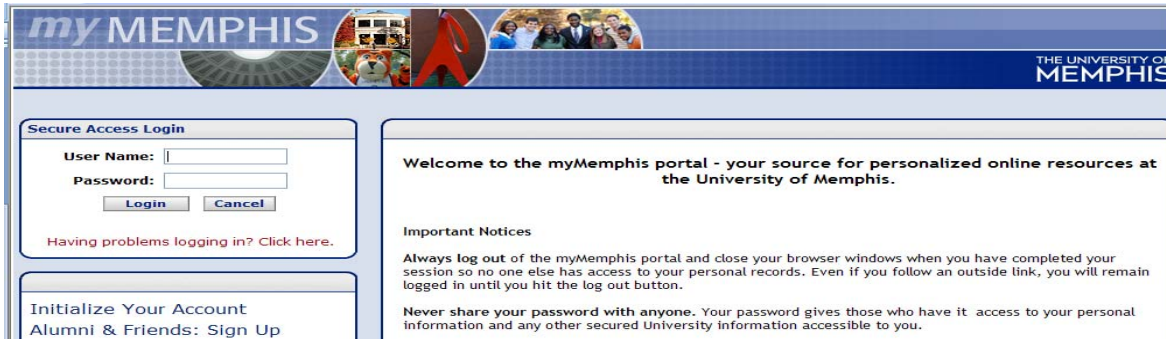 my MEMPHIS
THE UNIVERSITY OF
MEMPHIS
Secure Access Login
User Name:
Password:
Login Cancel
Having problems logging in? Click here.
Initialize Your Account
Alumni & Friends: Sign Up
Welcome to the myMemphis portal - your source for personalized online resources at
the University of Memphis.
Important Notices
Always log out of the myMemphis portal and close your browser windows when you have completed your
session so no one else has access to your personal records. Even if you follow an outside link, you will remain
logged in until you hit the log out button.
Never share your password with anyone. Your password gives those who have it access to your personal
information and any other secured University information accessible to you.